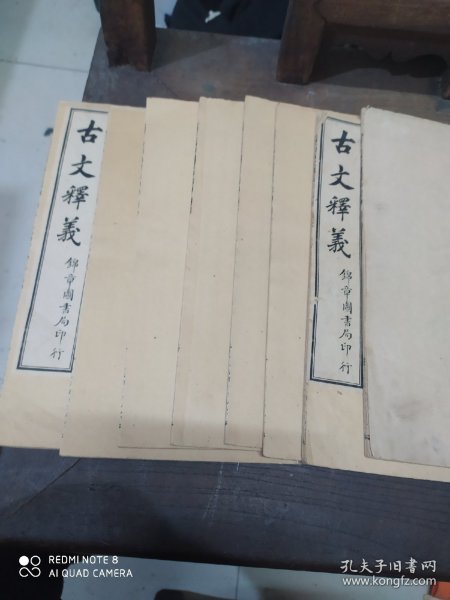 古文釋義
錦章圖書局印行
古文釋義
錦章圖書局印行
REDMI NOTE 8
AI QUAD CAMERA
孔夫子旧书网
www.kongfz.com